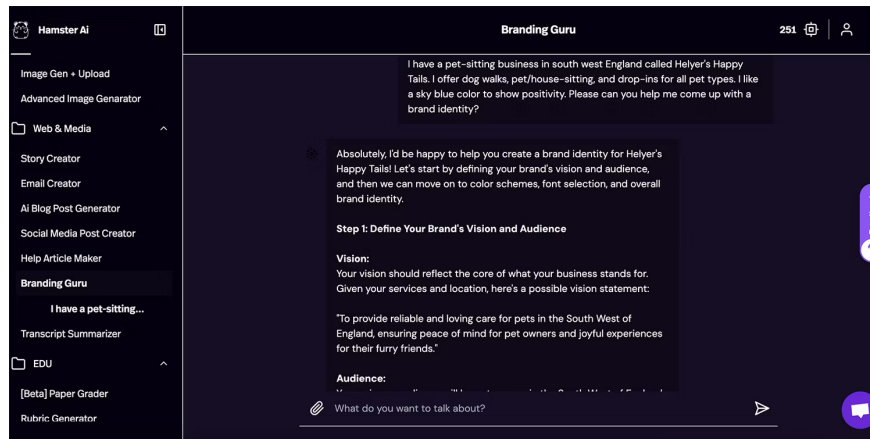 Hamster Ai
Image Gen + Upload
Advanced Image Genarator
Web & Media
Story Creator
Email Creator
Ai Blog Post Generator
Social Media Post Creator
Help Article Maker
Branding Guru
I have a pet-sitting...
Transcript Summarizer
EDU
[Beta] Paper Grader
Rubric Generator
Branding Guru
251
I have a pet-sitting business in south west England called Helyer's Happy
Tails. I offer dog walks, pet/house-sitting, and drop-ins for all pet types. I like
a sky blue color to show positivity. Please can you help me come up with a
brand identity?
Absolutely, I'd be happy to help you create a brand identity for Helyer's
Happy Tails! Let's start by defining your brand's vision and audience,
and then we can move on to color schemes, font selection, and overall
brand identity.
Step 1: Define Your Brand's Vision and Audience
Vision:
Your vision should reflect the core of what your business stands for.
Given your services and location, here's a possible vision statement:
"To provide reliable and loving care for pets in the South West of
England, ensuring peace of mind for pet owners and joyful experiences
for their furry friends."
Audience:
What do you want to talk about?